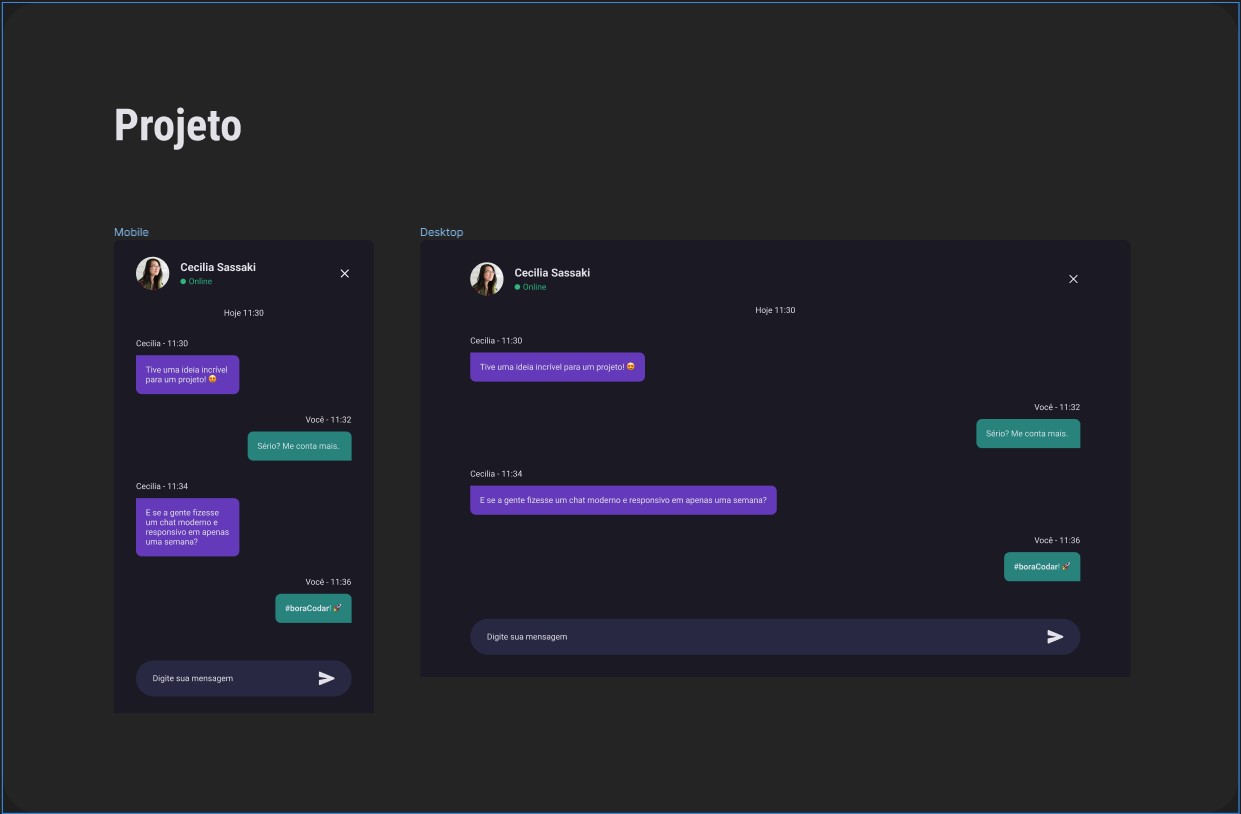 Projeto
Mobile
Cecilia Sassaki
Online
Hoje 11:30
Cecilia - 11:30
Tive uma ideia incrível
para um projeto! 😍
Você - 11:32
Sério? Me conta mais.
Cecilia - 11:34
E se a gente fizesse
um chat moderno e
responsivo em apenas
uma semana?
Você - 11:36
#boraCodar! 🚀
Digite sua mensagem
Desktop
Cecilia Sassaki
Online
Hoje 11:30
Cecilia - 11:30
Tive uma ideia incrível para um projeto! 😍
Você - 11:32
Sério? Me conta mais.
Cecilia - 11:34
E se a gente fizesse um chat moderno e responsivo em apenas uma semana?
Você - 11:36
#boraCodar! 🚀
Digite sua mensagem